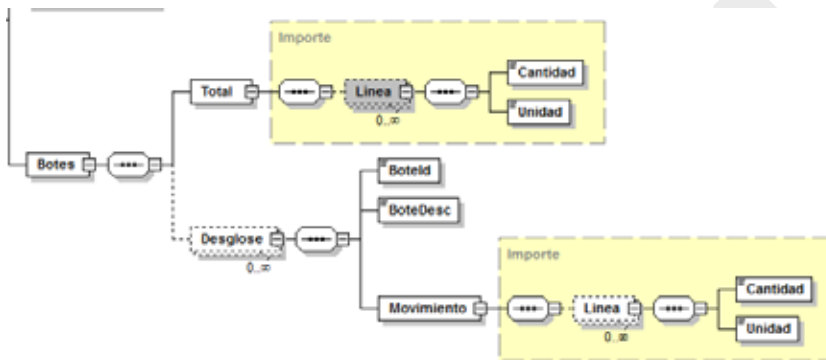 Importe
Cantidad
Total
Linea
0..∞
Unidad
Botes
BoteId
BoteDesc
Desglose
0..∞
Importe
Cantidad
Movimiento
Linea
0..∞
Unidad